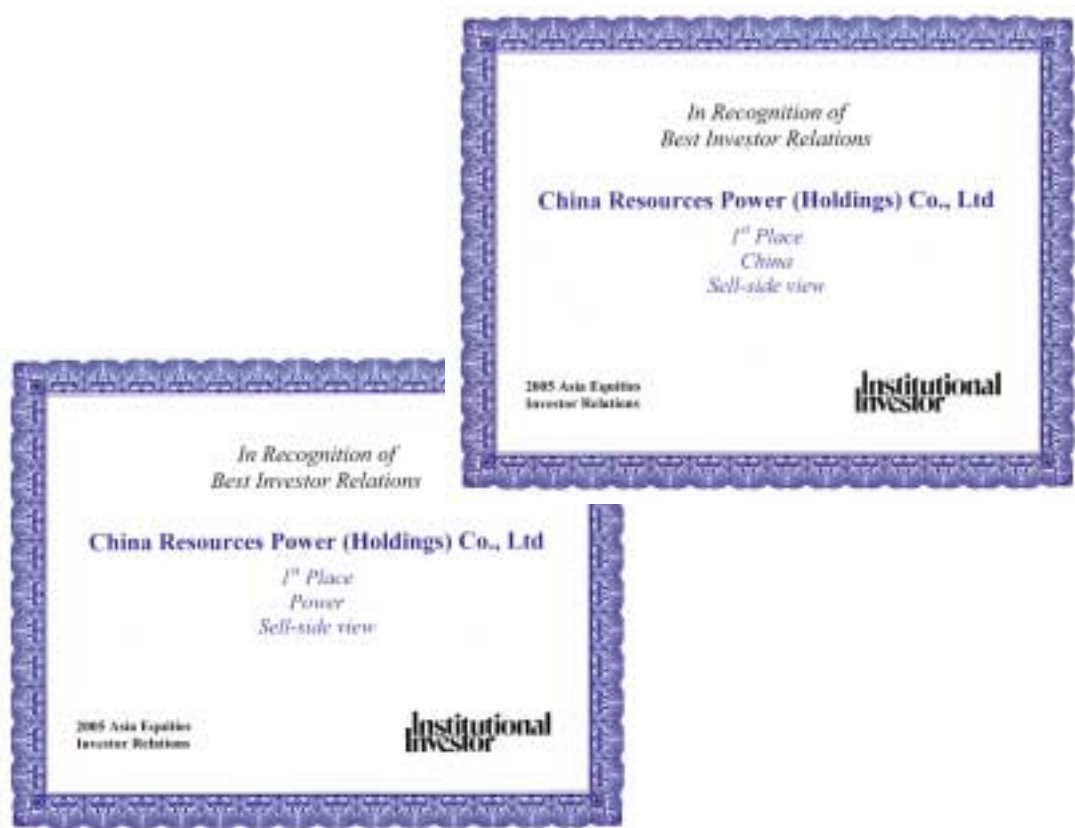 In Recognition of
Best Investor Relations
China Resources Power (Holdings) Co., Ltd
1st Place
China
Sell-side view
2005 Asia Equities
Investor Relations
Institutional
Investor
In Recognition of
Best Investor Relations
China Resources Power (Holdings) Co., Ltd
1st Place
Power
Sell-side view
2005 Asia Equities
Investor Relations
Institutional
Investor